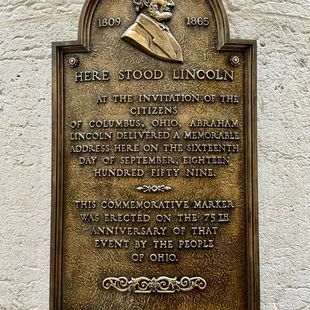 1809 1865
HERE STOOD LINCOLN
AT THE INVITATION OF THE
CITIZENS
OF COLUMBUS, OHIO, ABRAHAM
LINCOLN DELIVERED A MEMORABLE
ADDRESS HERE ON THE SIXTEENTH
DAY OF SEPTEMBER, EIGHTEEN
HUNDRED FIFTY NINE.
THIS COMMEMORATIVE MARKER
WAS ERECTED ON THE 75TH
ANNIVERSARY OF THAT
EVENT BY THE PEOPLE
OF OHIO.